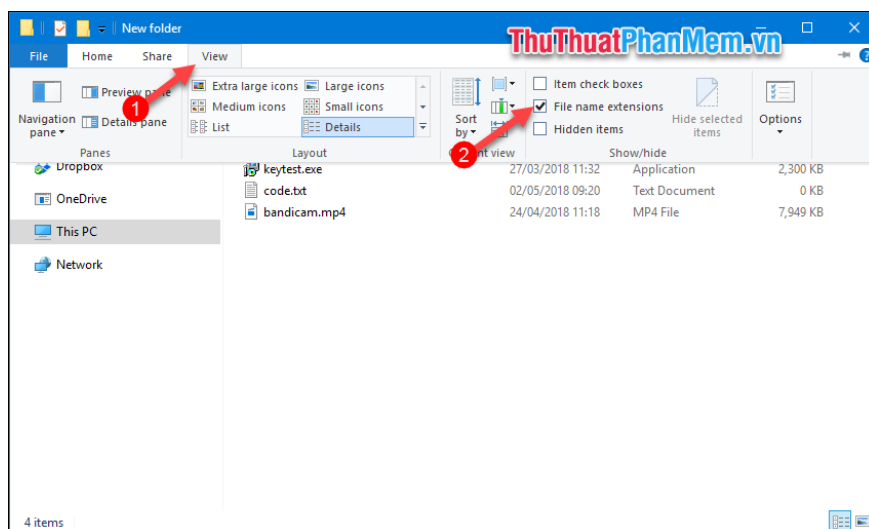 New folder
ThuThuatPhanMem.vn
File Home Share View
Extra large icons Large icons
Item check boxes
Preview pane
Medium icons Small icons
File name extensions
1
Navigation pane
Details pane
List Details
Sort by
Hidden items
Hide selected items
Options
2
Panes Layout Current view Show/hide
Dropbox
keytest.exe 27/03/2018 11:32 Application 2,300 KB
OneDrive
code.txt 02/05/2018 09:20 Text Document 0 KB
This PC
bandicam.mp4 24/04/2018 11:18 MP4 File 7,949 KB
Network
4 items